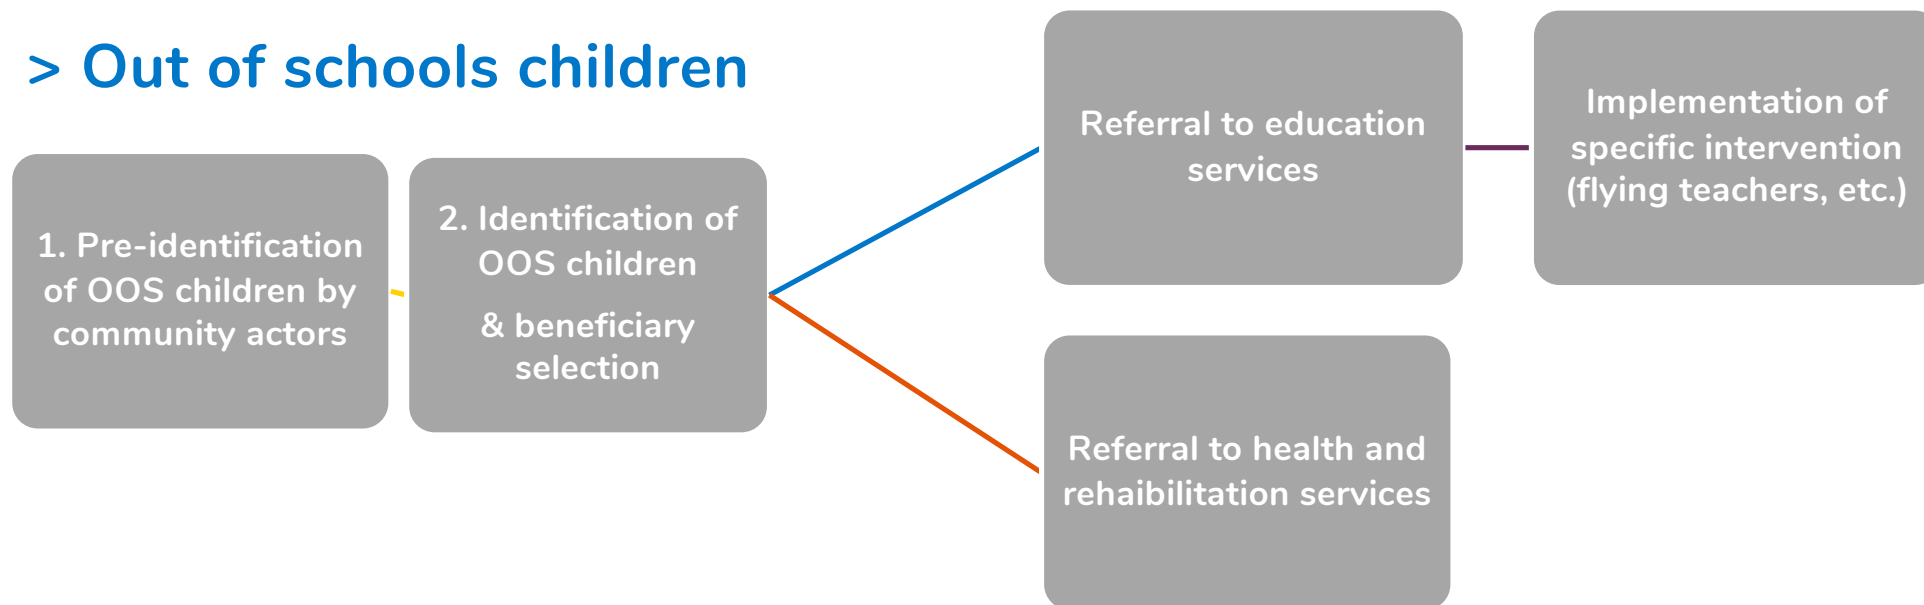 > Out of schools children
1. Pre-identification
of OOS children by
community actors
2. Identification of
OOS children
& beneficiary
selection
Referral to education
services
Implementation of
specific intervention
(flying teachers, etc.)
Referral to health and
rehaibilitation services